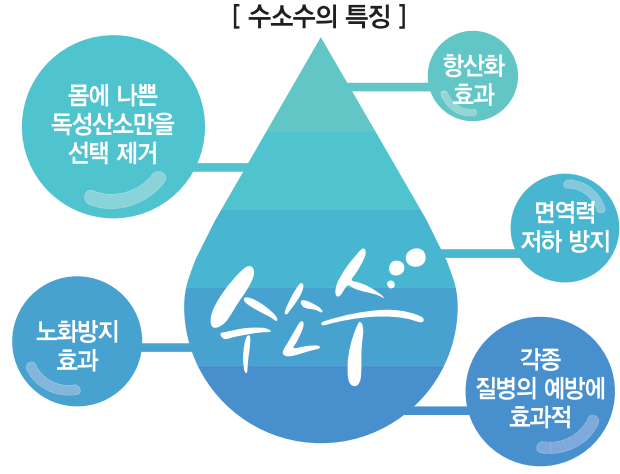 [ 수소수의 특징 ]
항산화
효과
몸에 나쁜
독성산소만을
선택 제거
면역력
저하 방지
수소수
노화방지
효과
각종
질병의 예방에
효과적